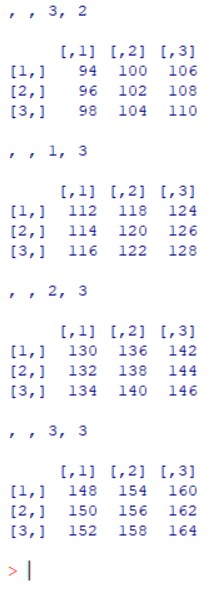 , , 3, 2
[,1] [,2] [,3]
[1,] 94 100 106
[2,] 96 102 108
[3,] 98 104 110
, , 1, 3
[,1] [,2] [,3]
[1,] 112 118 124
[2,] 114 120 126
[3,] 116 122 128
, , 2, 3
[,1] [,2] [,3]
[1,] 130 136 142
[2,] 132 138 144
[3,] 134 140 146
, , 3, 3
[,1] [,2] [,3]
[1,] 148 154 160
[2,] 150 156 162
[3,] 152 158 164
>